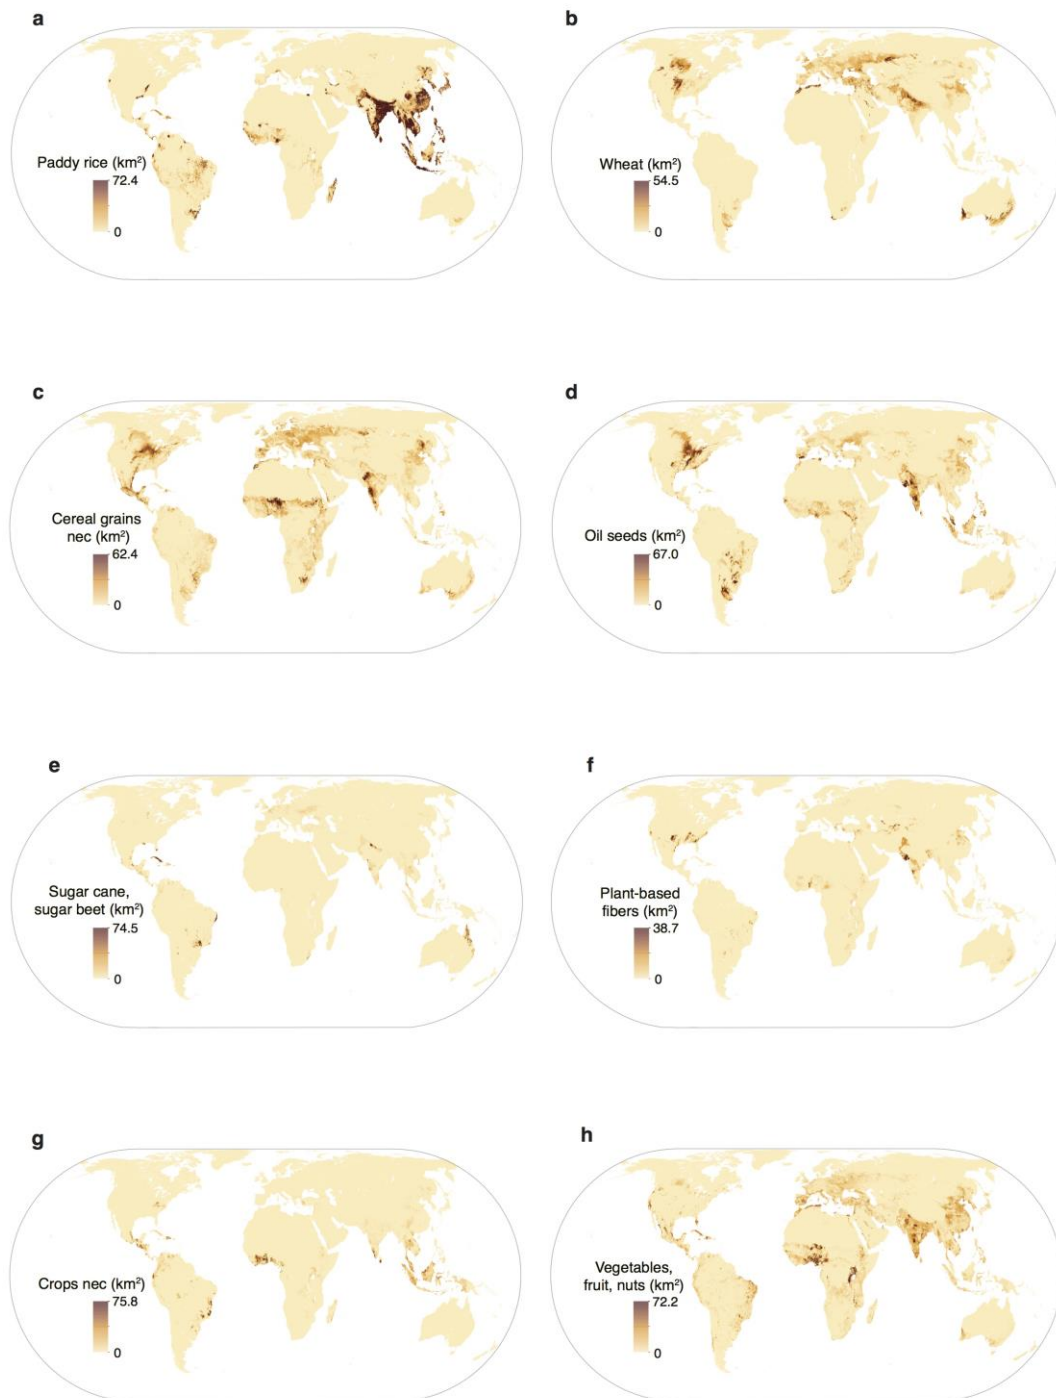 a
Paddy rice (km²)
72.4
0
b
Wheat (km²)
54.5
0
c
Cereal grains
nec (km²)
62.4
0
d
Oil seeds (km²)
67.0
0
e
Sugar cane,
sugar beet (km²)
74.5
0
f
Plant-based
fibers (km²)
38.7
0
g
Crops nec (km²)
75.8
0
h
Vegetables,
fruit, nuts (km²)
72.2
0